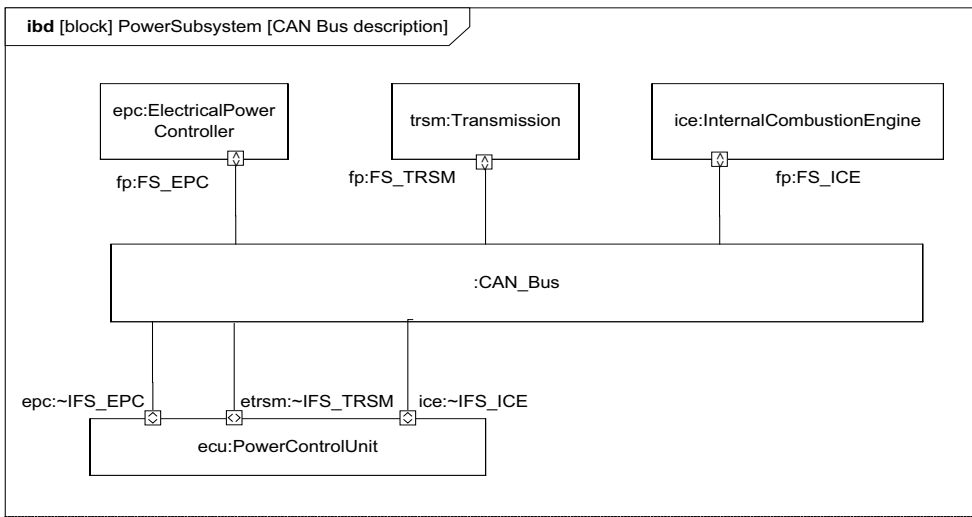 ibd [block] PowerSubsystem [CAN Bus description]
epc:ElectricalPower
Controller
trsm:Transmission
ice:InternalCombustionEngine
fp:FS_EPC
fp:FS_TRSM
fp:FS_ICE
:CAN_Bus
epc:~IFS_EPC
etrsm:~IFS_TRSM
ice:~IFS_ICE
ecu:PowerControlUnit